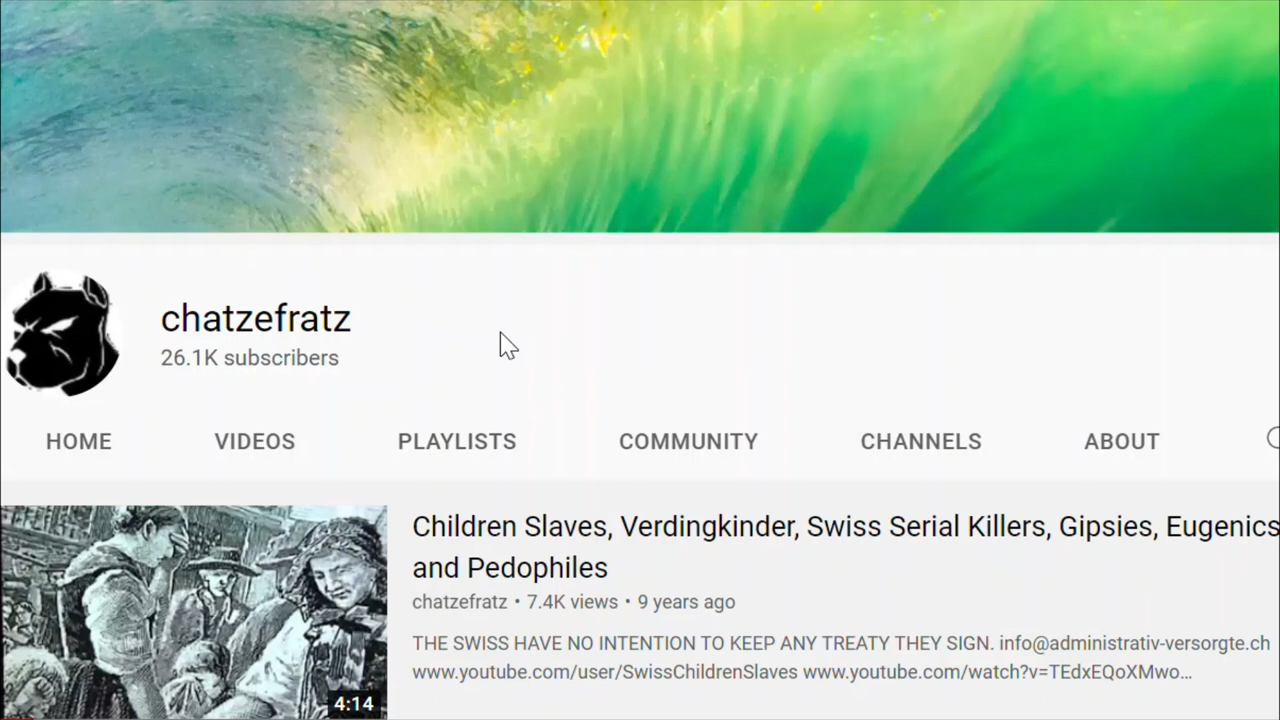 chatzefratz
26.1K subscribers
HOME VIDEOS PLAYLISTS COMMUNITY CHANNELS ABOUT
Children Slaves, Verdingkinder, Swiss Serial Killers, Gipsies, Eugenics
and Pedophiles
chatzefratz • 7.4K views • 9 years ago
THE SWISS HAVE NO INTENTION TO KEEP ANY TREATY THEY SIGN. info@administrativ-versorgte.ch
www.youtube.com/user/SwissChildrenSlaves www.youtube.com/watch?v=TEdxEQoXMwo...
4:14